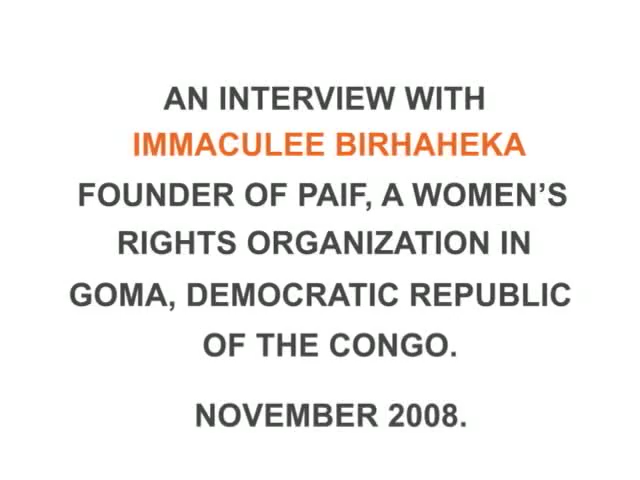 AN INTERVIEW WITH
IMMACULEE BIRHAHEKA
FOUNDER OF PAIF, A WOMEN’S
RIGHTS ORGANIZATION IN
GOMA, DEMOCRATIC REPUBLIC
OF THE CONGO.
NOVEMBER 2008.